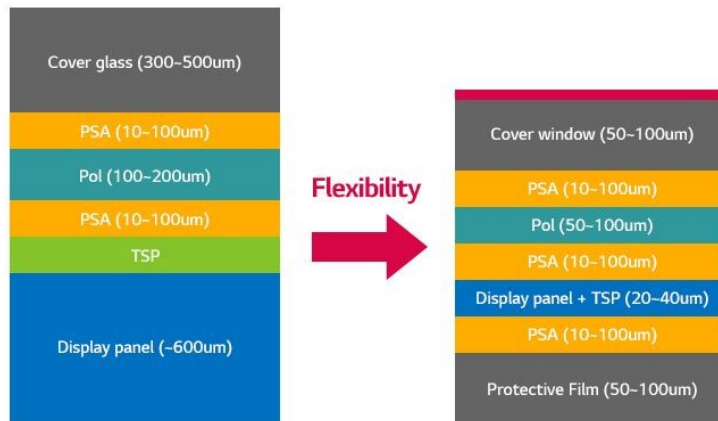 Cover glass (300~500um)
PSA (10~100um)
Pol (100~200um)
PSA (10~100um)
TSP
Display panel (~600um)
Flexibility
Cover window (50~100um)
PSA (10~100um)
Pol (50~100um)
PSA (10~100um)
Display panel + TSP (20~40um)
PSA (10~100um)
Protective Film (50~100um)